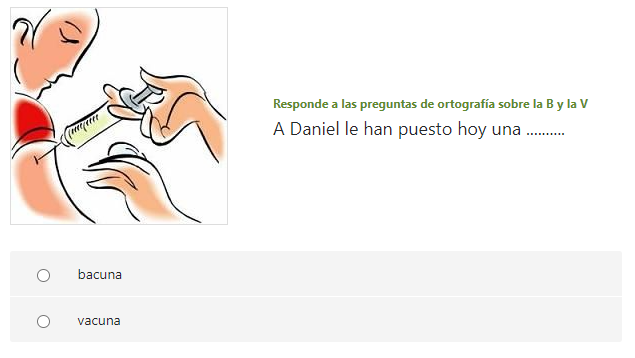 Responde a las preguntas de ortografía sobre la B y la V
A Daniel le han puesto hoy una ..........
bacuna
vacuna